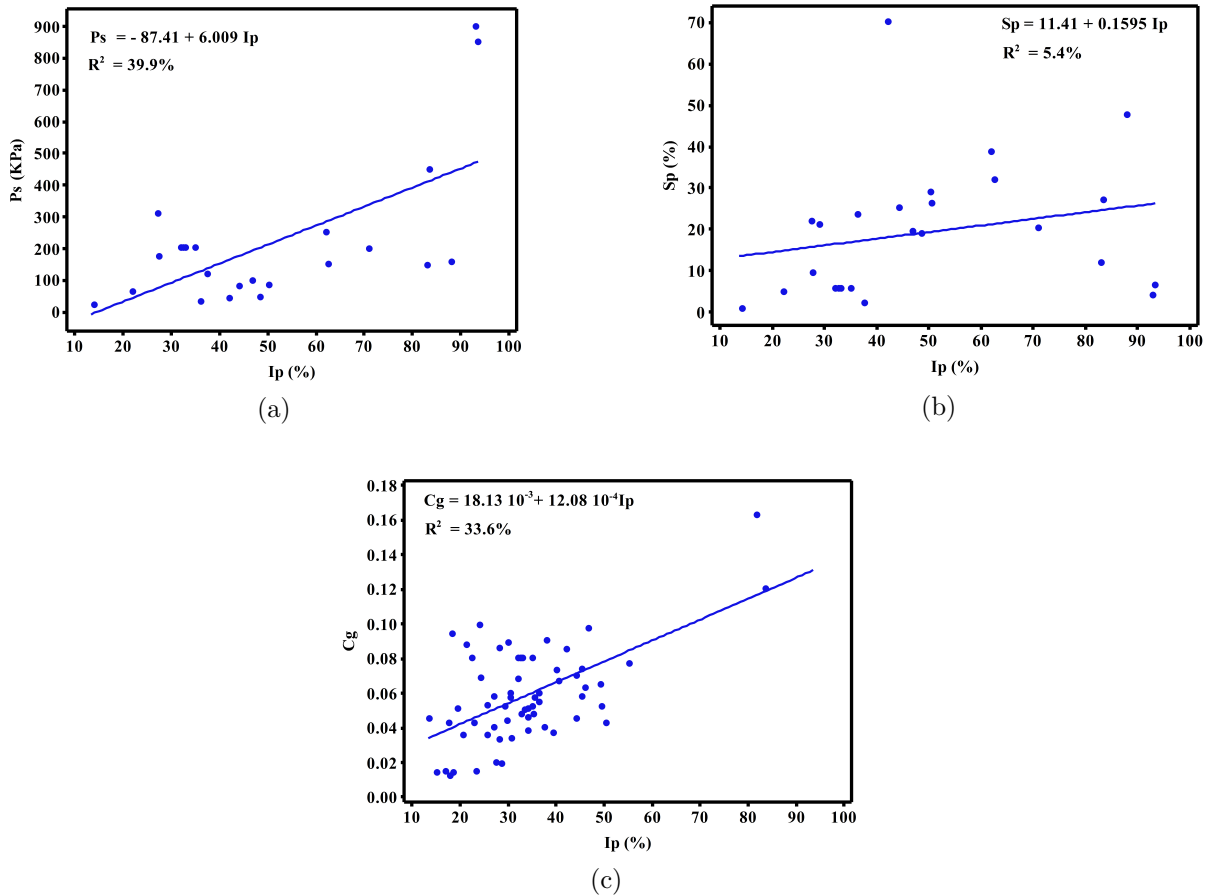 Ps = - 87.41 + 6.009 Ip
R² = 39.9%
900
800
700
600
500
400
300
200
100
0
Ps (KPa)
10 20 30 40 50 60 70 80 90 100
Ip (%)
(a)
Sp = 11.41 + 0.1595 Ip
R² = 5.4%
70
60
50
40
30
20
10
0
Sp (%)
10 20 30 40 50 60 70 80 90 100
Ip (%)
(b)
Cg = 18.13 10⁻³+ 12.08 10⁻⁴Ip
R² = 33.6%
0.18
0.16
0.14
0.12
0.10
0.08
0.06
0.04
0.02
0.00
Cg
10 20 30 40 50 60 70 80 90 100
Ip (%)
(c)